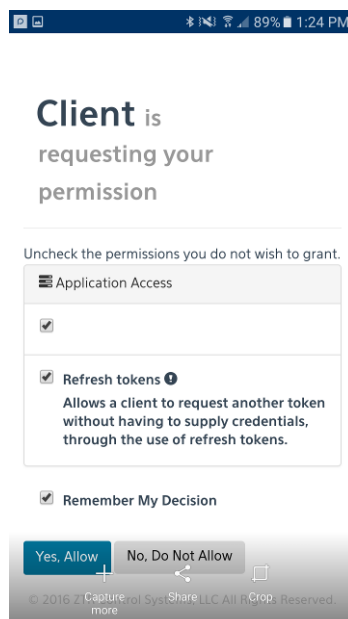 89% 1:24 PM
Client is
requesting your
permission
Uncheck the permissions you do not wish to grant.
Application Access
Refresh tokens
Allows a client to request another token
without having to supply credentials,
through the use of refresh tokens.
Remember My Decision
Yes, Allow No, Do Not Allow
© 2016 Control Systems, LLC All Rights Reserved.
Capture Share Crop
more